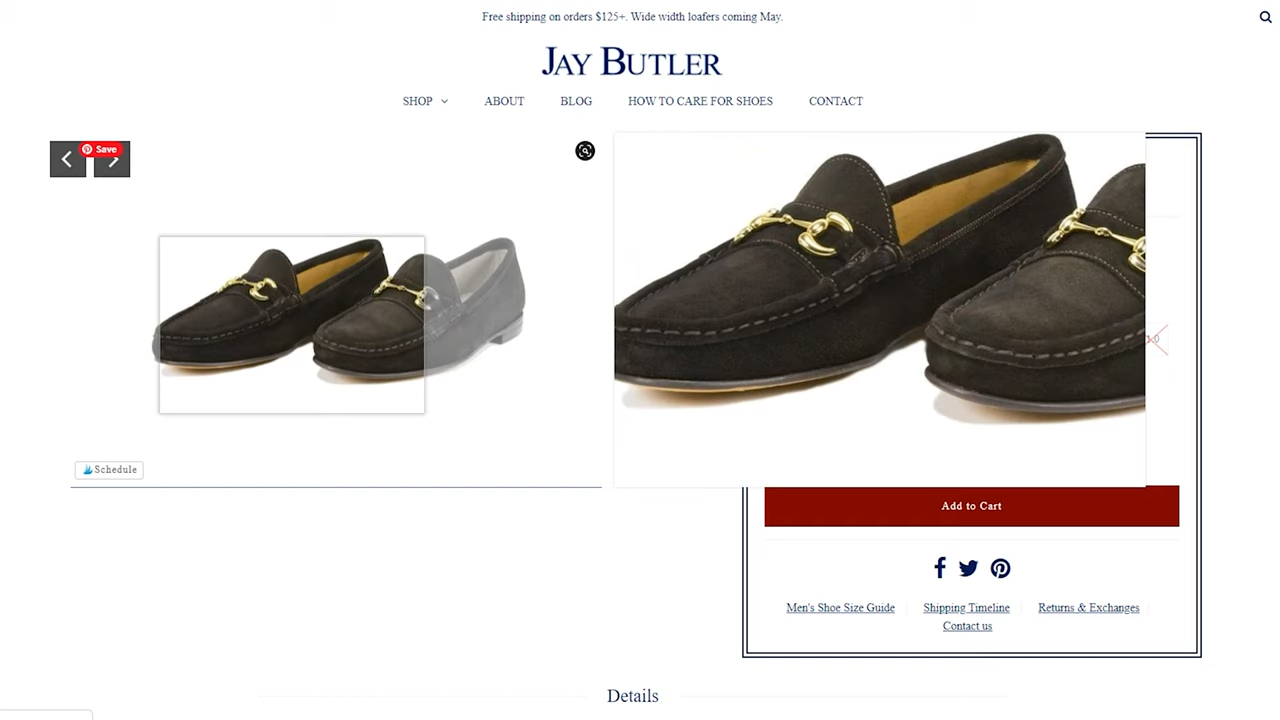 Free shipping on orders $125+. Wide width loafers coming May.
JAY BUTLER
SHOP ABOUT BLOG HOW TO CARE FOR SHOES CONTACT
Save
Schedule
Add to Cart
Men's Shoe Size Guide Shipping Timeline Returns & Exchanges
Contact us
Details